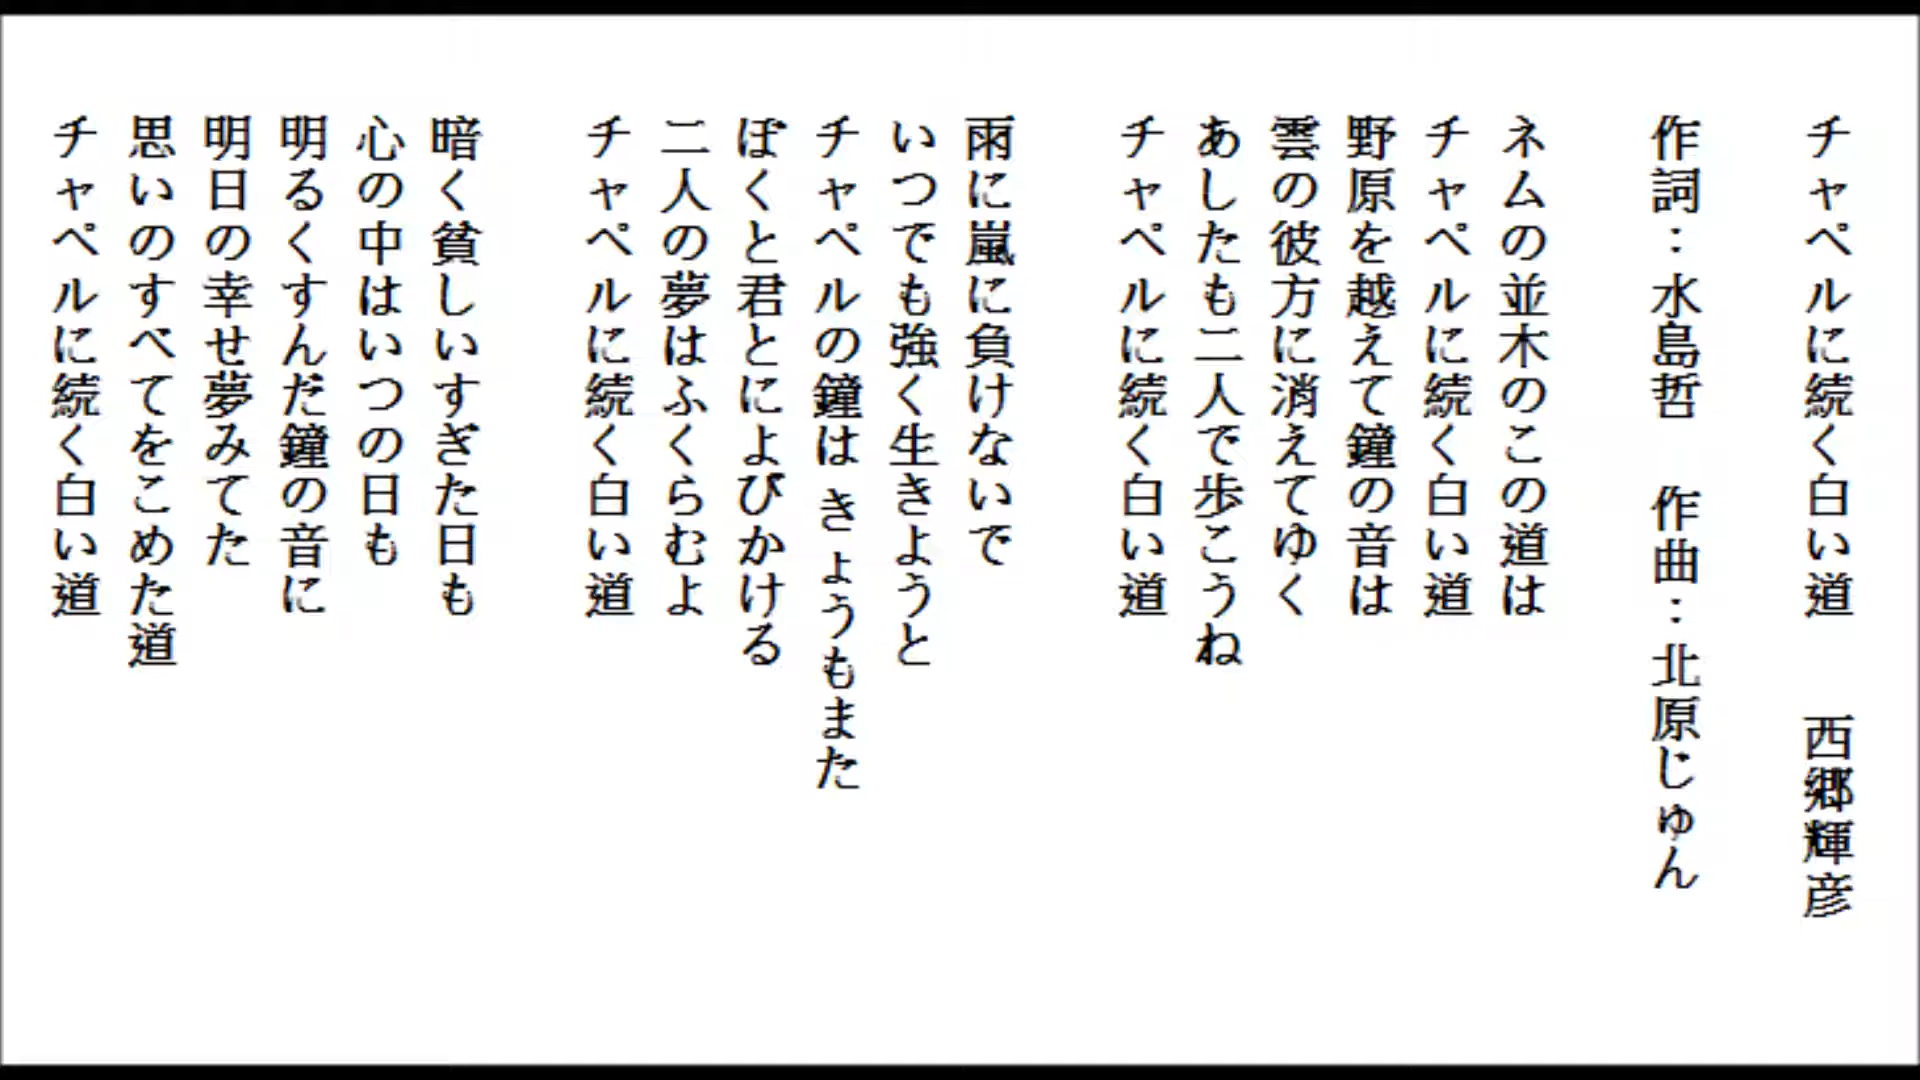 チャペルに続く白い道　西郷輝彦
作詞：水島哲　作曲：北原じゅん
ネムの並木のこの道は
チャペルに続く白い道
野原を越えて鐘の音は
雲の彼方に消えてゆく
あしたも二人で歩こうね
チャペルに続く白い道
雨に嵐に負けないで
いつでも強く生きようと
チャペルの鐘は きょうもまた
ぼくと君とによびかける
二人の夢はふくらむよ
チャペルに続く白い道
暗く貧しいすぎた日も
心の中はいつの日も
明るくすんだ鐘の音に
明日の幸せ夢みてた
思いのすべてをこめた道
チャペルに続く白い道